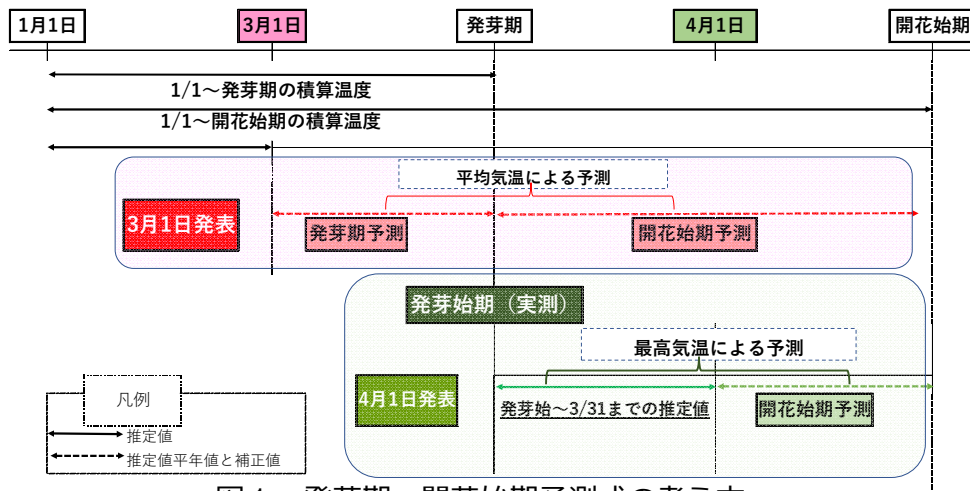 1月1日
3月1日
発芽期
4月1日
開花始期
1/1～発芽期の積算温度
1/1～開花始期の積算温度
平均気温による予測
3月1日発表
発芽期予測
開花始期予測
発芽始期（実測）
最高気温による予測
4月1日発表
発芽始～3/31までの推定値
開花始期予測
凡例
推定値
推定値平年値と補正値